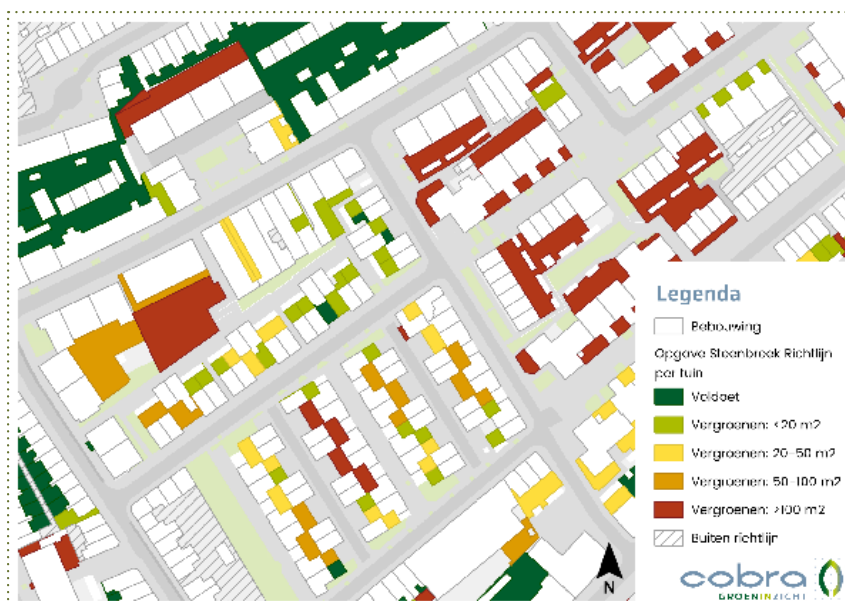 Legenda
Bebouwing
Opgave Steenbreek Richtlijn
per tuin
Voldoet
Vergroenen: <20 m2
Vergroenen: 20-50 m2
Vergroenen: 50-100 m2
Vergroenen: >100 m2
Buiten richtlijn
N
cobra
GROENINZICHT